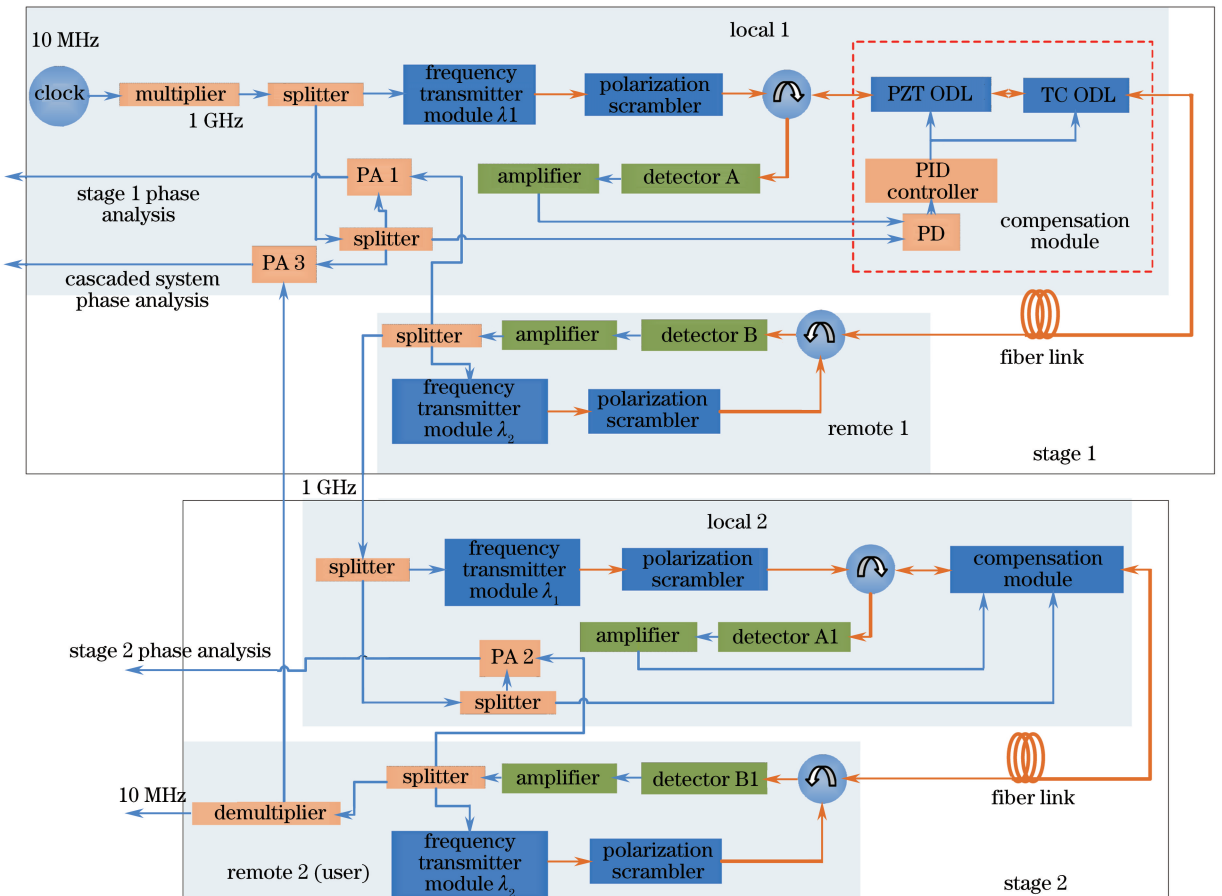 local 1
10 MHz
clock
multiplier
splitter
1 GHz
frequency
transmitter
module λ1
polarization
scrambler
PZT ODL
TC ODL
PA 1
stage 1 phase
analysis
amplifier
detector A
PID
controller
compensation
module
PD
splitter
PA 3
cascaded system
phase analysis
splitter
amplifier
detector B
fiber link
frequency
transmitter
module λ₂
polarization
scrambler
remote 1
stage 1
1 GHz
local 2
splitter
frequency
transmitter
module λ₁
polarization
scrambler
compensation
module
amplifier
detector A1
stage 2 phase analysis
PA 2
splitter
splitter
amplifier
detector B1
fiber link
10 MHz
demultiplier
frequency
transmitter
module λ₂
polarization
scrambler
remote 2 (user)
stage 2